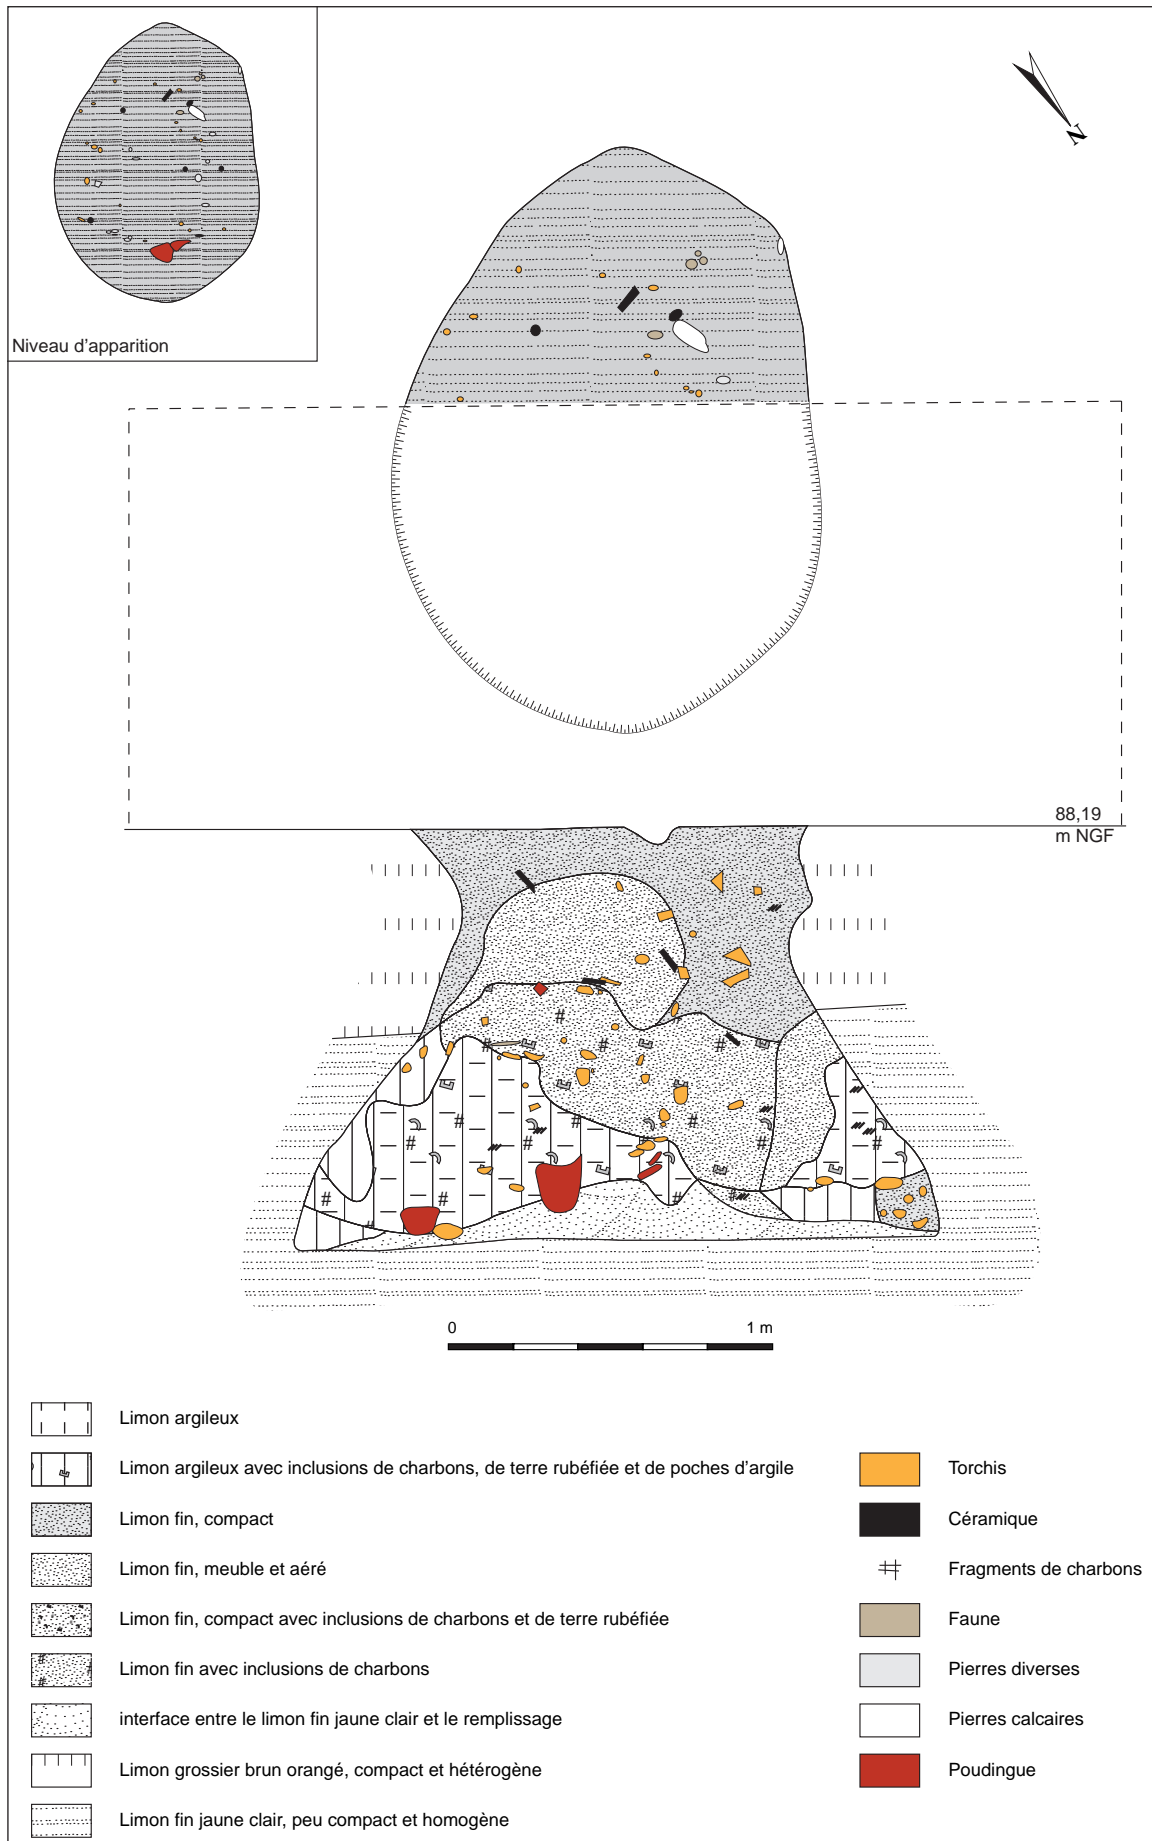 Niveau d'apparition
N
88,19
m NGF
0
1 m
Limon argileux
Limon argileux avec inclusions de charbons, de terre rubéfiée et de poches d'argile
Limon fin, compact
Limon fin, meuble et aéré
Limon fin, compact avec inclusions de charbons et de terre rubéfiée
Limon fin avec inclusions de charbons
interface entre le limon fin jaune clair et le remplissage
Limon grossier brun orangé, compact et hétérogène
Limon fin jaune clair, peu compact et homogène
Torchis
Céramique
Fragments de charbons
Faune
Pierres diverses
Pierres calcaires
Poudingue